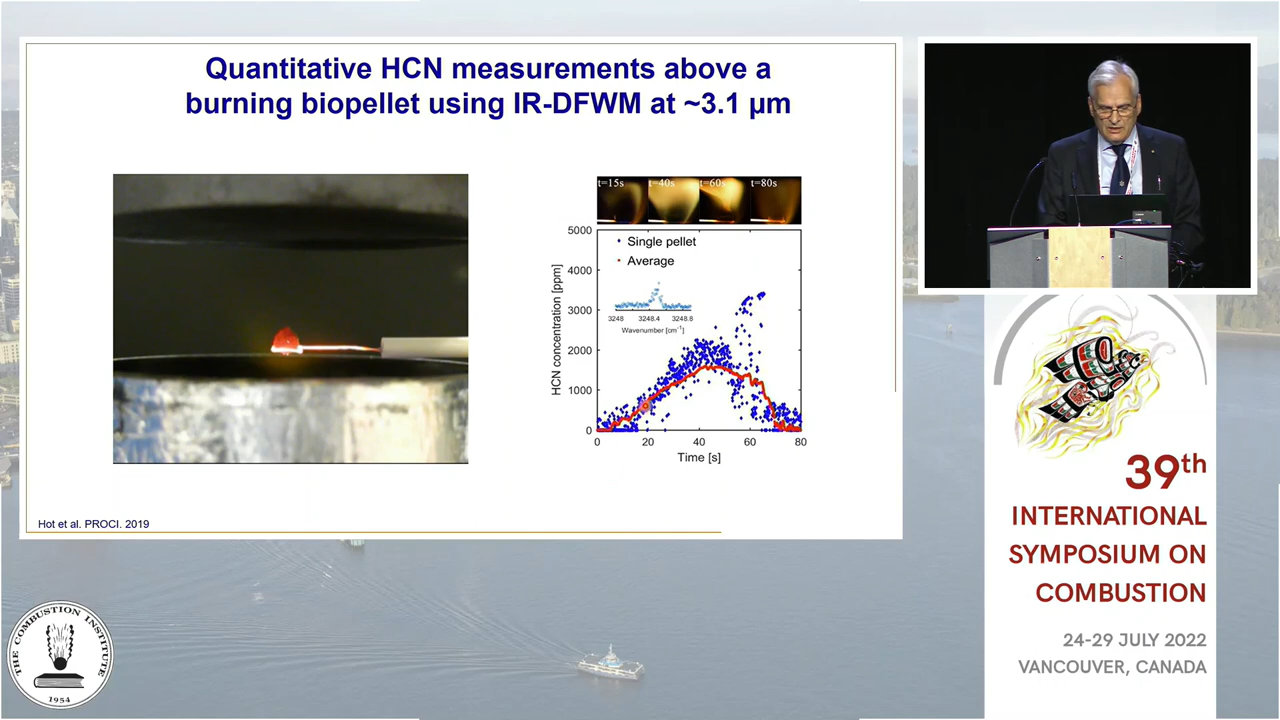 Quantitative HCN measurements above a
burning biopellet using IR-DFWM at ~3.1 µm
t=15s
t=40s
t=60s
t=80s
5000
4000
3000
2000
1000
0
HCN concentration [ppm]
Single pellet
Average
3248
3248.4
3248.8
Wavenumber [cm⁻¹]
0
20
40
60
80
Time [s]
Hot et al. PROCI. 2019
39th
INTERNATIONAL
SYMPOSIUM ON
COMBUSTION
24-29 JULY 2022
VANCOUVER, CANADA
THE COMBUSTION INSTITUTE
1954